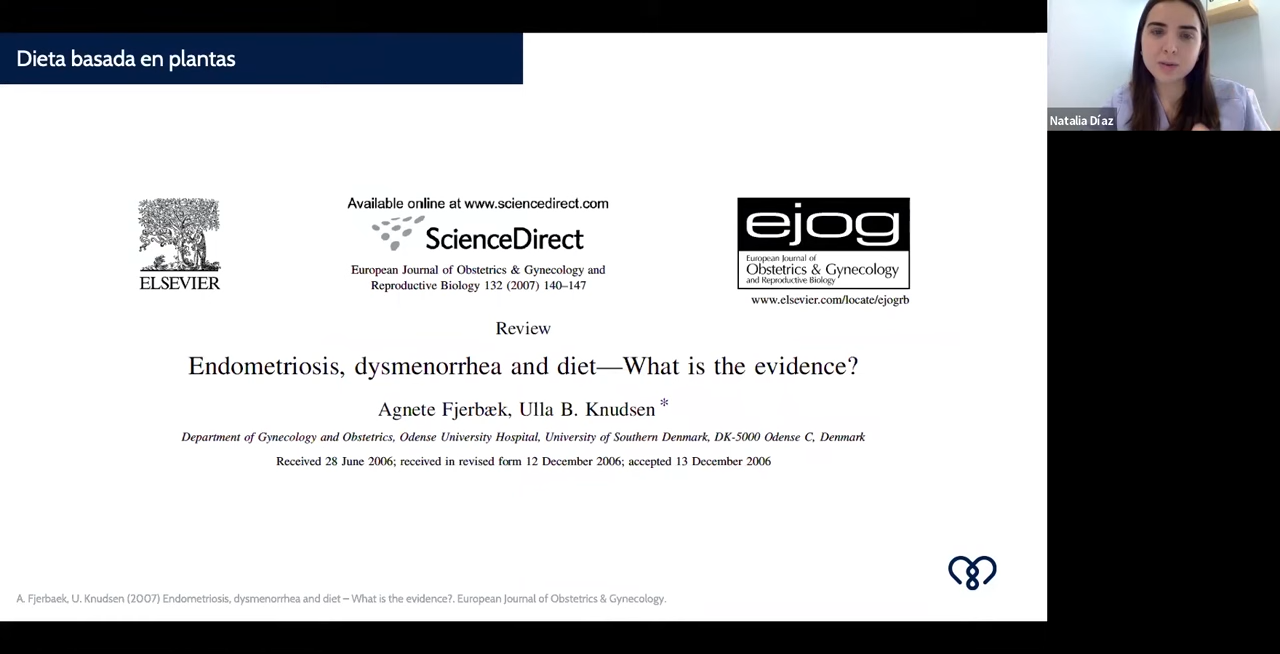 Dieta basada en plantas
Natalia Díaz
ELSEVIER
Available online at www.sciencedirect.com
ScienceDirect
European Journal of Obstetrics & Gynecology and
Reproductive Biology 132 (2007) 140–147
ejog
European Journal of
Obstetrics & Gynecology
and Reproductive Biology
www.elsevier.com/locate/ejogrb
Review
Endometriosis, dysmenorrhea and diet—What is the evidence?
Agnete Fjerbæk, Ulla B. Knudsen *
Department of Gynecology and Obstetrics, Odense University Hospital, University of Southern Denmark, DK-5000 Odense C, Denmark
Received 28 June 2006; received in revised form 12 December 2006; accepted 13 December 2006
A. Fjerbaek, U. Knudsen (2007) Endometriosis, dysmenorrhea and diet – What is the evidence?. European Journal of Obstetrics & Gynecology.